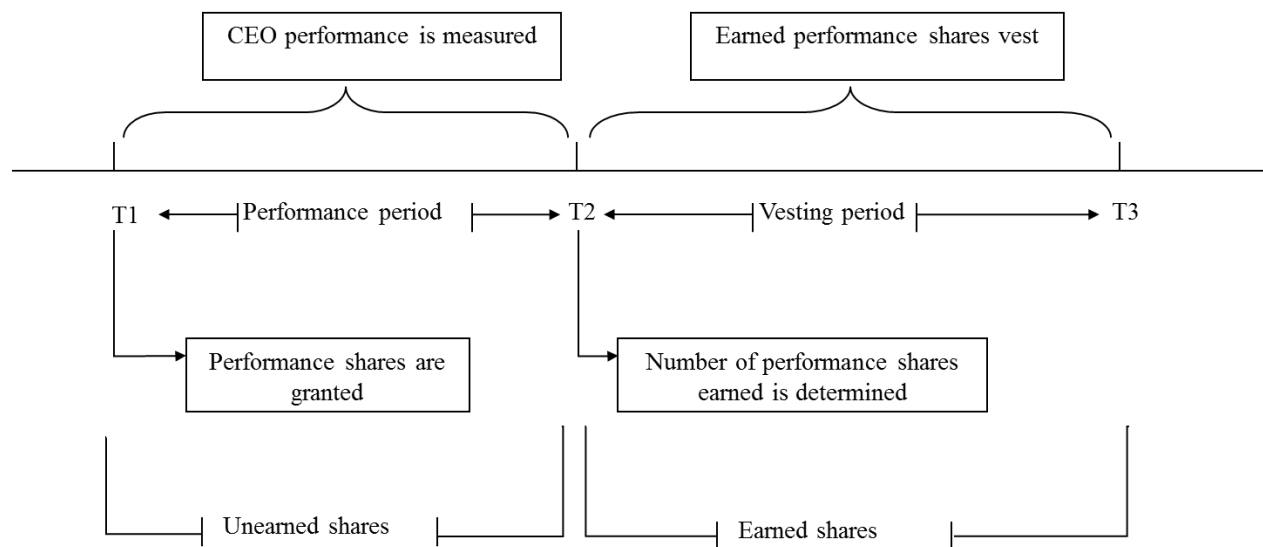 CEO performance is measured
Earned performance shares vest
T1
Performance period
T2
Vesting period
T3
Performance shares are
granted
Number of performance shares
earned is determined
Unearned shares
Earned shares